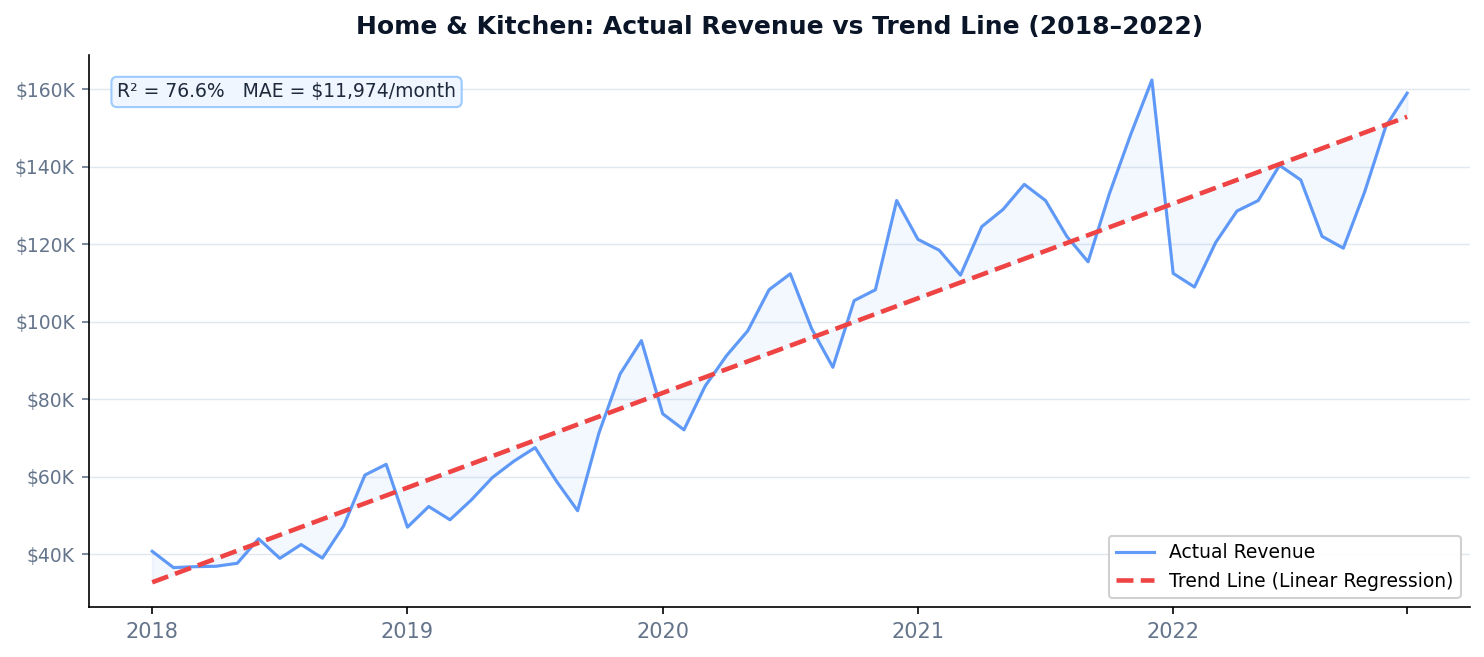 Home & Kitchen: Actual Revenue vs Trend Line (2018–2022)
R² = 76.6%   MAE = $11,974/month
$160K
$140K
$120K
$100K
$80K
$60K
$40K
Actual Revenue
Trend Line (Linear Regression)
2018
2019
2020
2021
2022